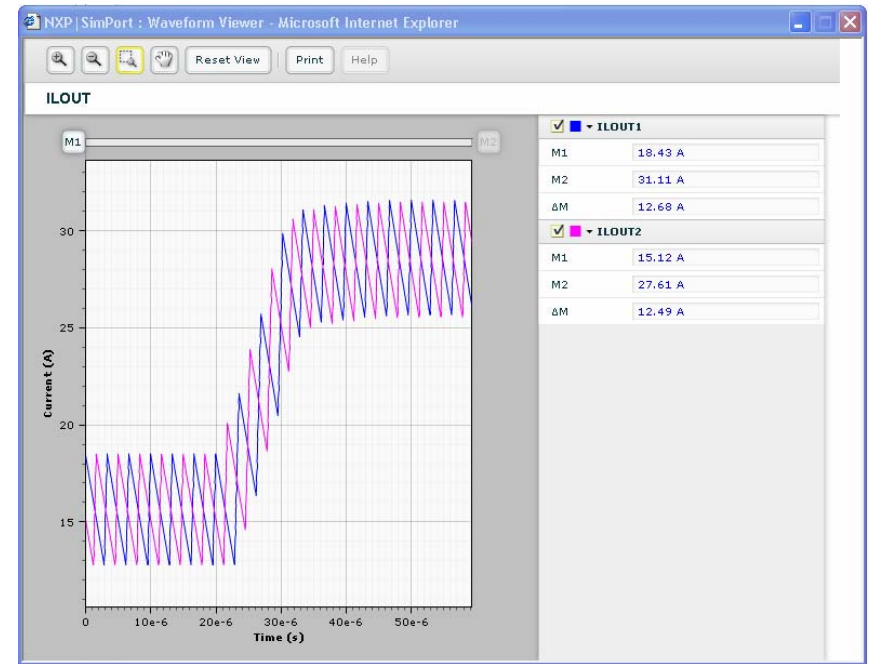 NXP|SimPort : Waveform Viewer - Microsoft Internet Explorer
Reset View
Print
Help
ILOUT
M1
M2
ILOUT1
M1 18.43 A
M2 31.11 A
ΔM 12.68 A
ILOUT2
M1 15.12 A
M2 27.61 A
ΔM 12.49 A
Current (A)
30
25
20
15
0 10e-6 20e-6 30e-6 40e-6 50e-6
Time (s)